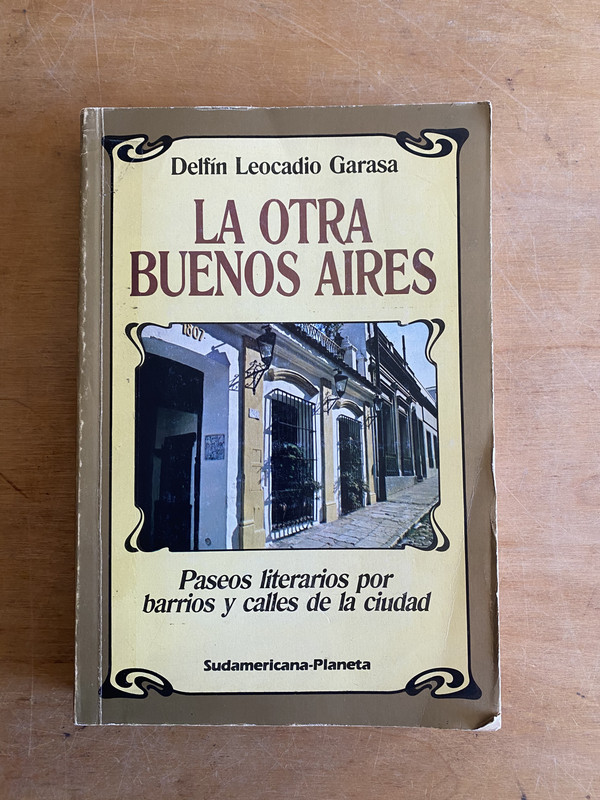 Delfín Leocadio Garasa
LA OTRA
BUENOS AIRES
1807
Paseos literarios por
barrios y calles de la ciudad
Sudamericana-Planeta